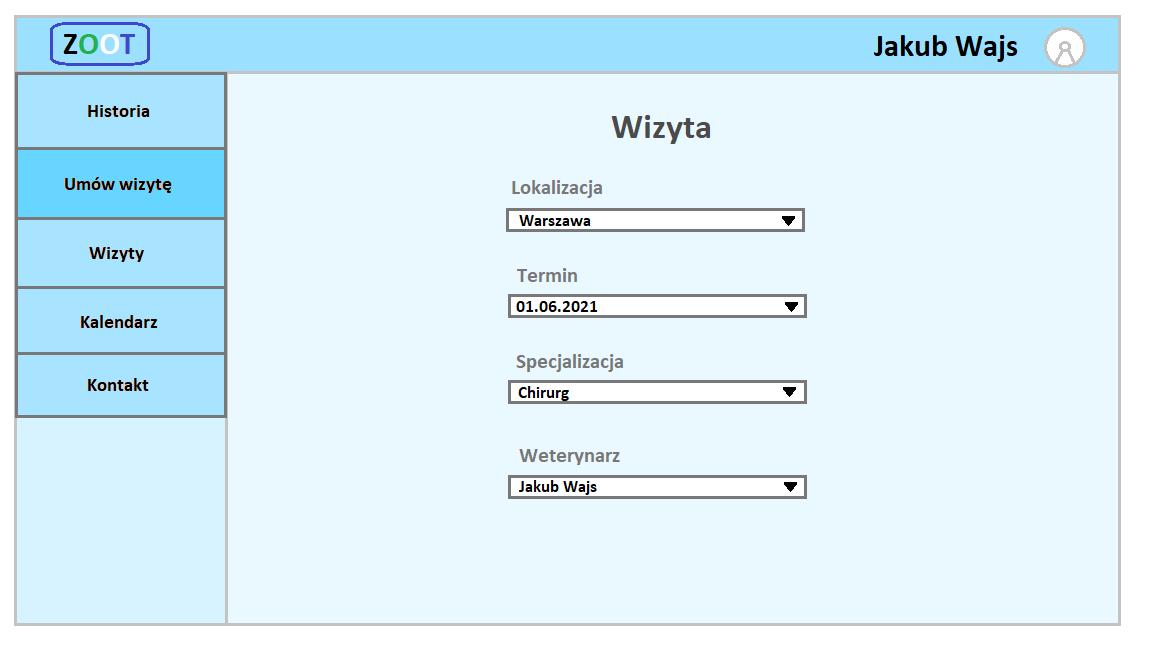 ZOOT
Jakub Wajs
Historia
Umów wizytę
Wizyty
Kalendarz
Kontakt
Wizyta
Lokalizacja
Warszawa
Termin
01.06.2021
Specjalizacja
Chirurg
Weterynarz
Jakub Wajs